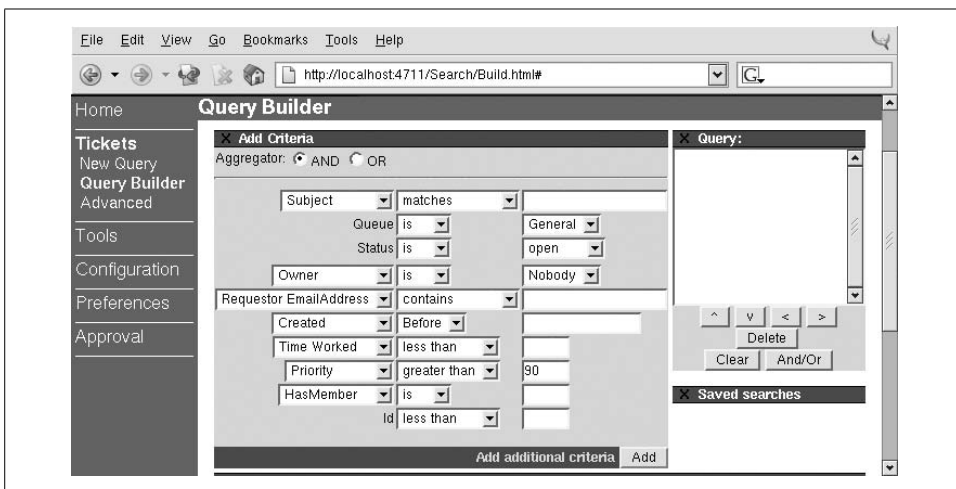 File Edit View Go Bookmarks Tools Help
http://localhost:4711/Search/Build.html#
G
Home
Query Builder
Tickets
New Query
Query Builder
Advanced
Tools
Configuration
Preferences
Approval
X Add Criteria
Aggregator: AND OR
Subject matches
Queue is General
Status is open
Owner is Nobody
Requestor EmailAddress contains
Created Before
Time Worked less than
Priority greater than 90
HasMember is
Id less than
Add additional criteria Add
X Query:
^ v < >
Delete
Clear And/Or
X Saved searches